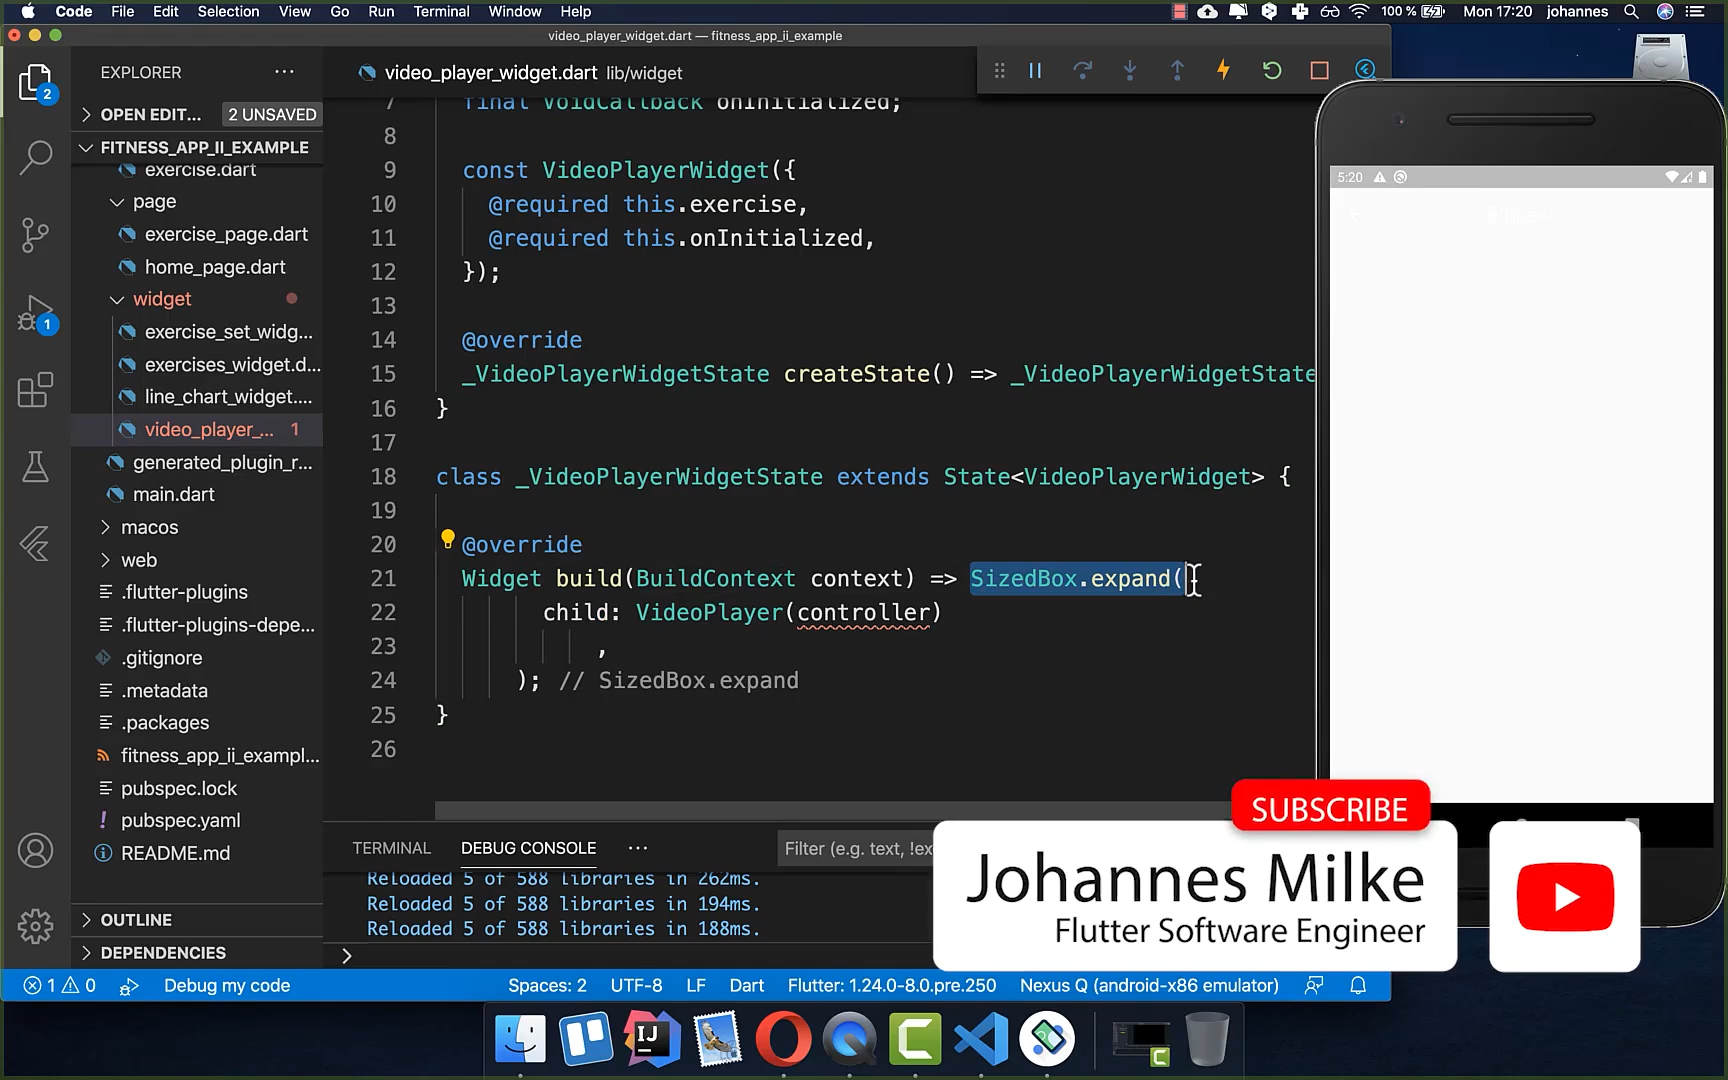 Code File Edit Selection View Go Run Terminal Window Help 100 % Mon 17:20 johannes
video_player_widget.dart — fitness_app_ii_example
EXPLORER ...
video_player_widget.dart lib/widget
2
OPEN EDIT... 2 UNSAVED
FITNESS_APP_II_EXAMPLE
exercise.dart
page
exercise_page.dart
home_page.dart
widget
1
exercise_set_widg...
exercises_widget.d...
line_chart_widget....
video_player_... 1
generated_plugin_r...
main.dart
macos
web
.flutter-plugins
.flutter-plugins-depe...
.gitignore
.metadata
.packages
fitness_app_ii_exampl...
pubspec.lock
! pubspec.yaml
README.md
OUTLINE
DEPENDENCIES
7 final VoidCallback onInitialized;
8
9 const VideoPlayerWidget({
10 @required this.exercise,
11 @required this.onInitialized,
12 });
13
14 @override
15 _VideoPlayerWidgetState createState() => _VideoPlayerWidgetState
16 }
17
18 class _VideoPlayerWidgetState extends State<VideoPlayerWidget> {
19
20 @override
21 Widget build(BuildContext context) => SizedBox.expand(
22 child: VideoPlayer(controller)
23 ,
24 ); // SizedBox.expand
25 }
26
5:20
TERMINAL DEBUG CONSOLE ... Filter (e.g. text, !ex
Reloaded 5 of 588 libraries in 262ms.
Reloaded 5 of 588 libraries in 194ms.
Reloaded 5 of 588 libraries in 188ms.
>
SUBSCRIBE
Johannes Milke
Flutter Software Engineer
1 0 Debug my code Spaces: 2 UTF-8 LF Dart Flutter: 1.24.0-8.0.pre.250 Nexus Q (android-x86 emulator)
IJ
C
C